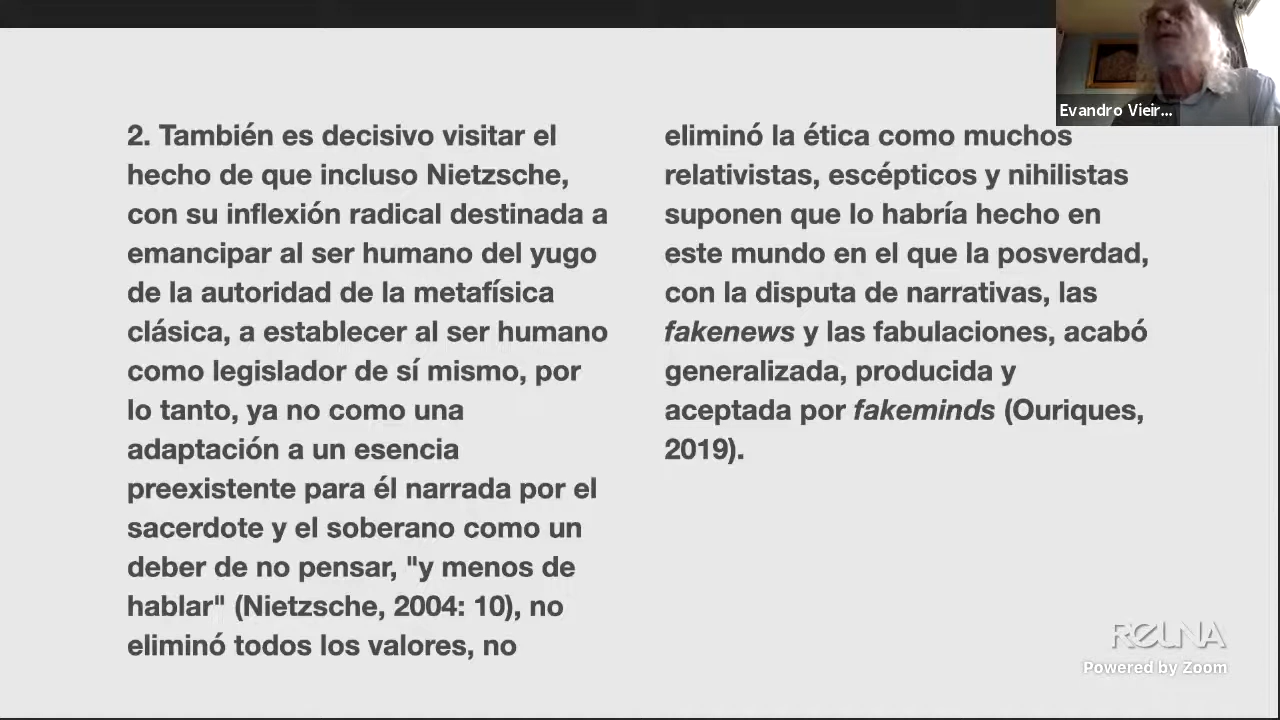 2. También es decisivo visitar el
hecho de que incluso Nietzsche,
con su inflexión radical destinada a
emancipar al ser humano del yugo
de la autoridad de la metafísica
clásica, a establecer al ser humano
como legislador de sí mismo, por
lo tanto, ya no como una
adaptación a un esencia
preexistente para él narrada por el
sacerdote y el soberano como un
deber de no pensar, "y menos de
hablar" (Nietzsche, 2004: 10), no
eliminó todos los valores, no
eliminó la ética como muchos
relativistas, escépticos y nihilistas
suponen que lo habría hecho en
este mundo en el que la posverdad,
con la disputa de narrativas, las
fakenews y las fabulaciones, acabó
generalizada, producida y
aceptada por fakeminds (Ouriques,
2019).
Evandro Vieir...
REUNA
Powered by Zoom